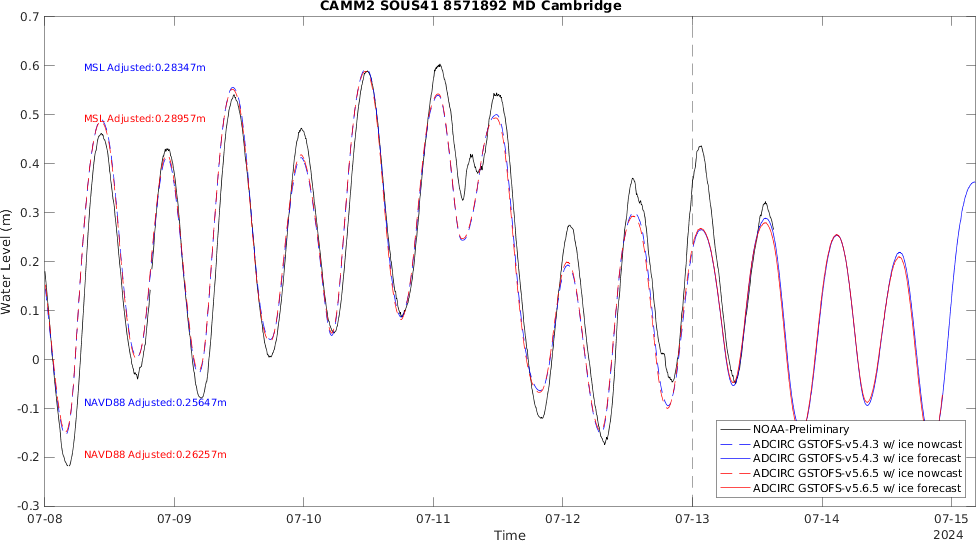 CAMM2 SOUS41 8571892 MD Cambridge
0.7
0.6
0.5
0.4
0.3
0.2
0.1
0
-0.1
-0.2
-0.3
Water Level (m)
MSL Adjusted:0.28347m
MSL Adjusted:0.28957m
NAVD88 Adjusted:0.25647m
NAVD88 Adjusted:0.26257m
NOAA-Preliminary
ADCIRC GSTOFS-v5.4.3 w/ ice nowcast
ADCIRC GSTOFS-v5.4.3 w/ ice forecast
ADCIRC GSTOFS-v5.6.5 w/ ice nowcast
ADCIRC GSTOFS-v5.6.5 w/ ice forecast
07-08 07-09 07-10 07-11 07-12 07-13 07-14 07-15
Time
2024